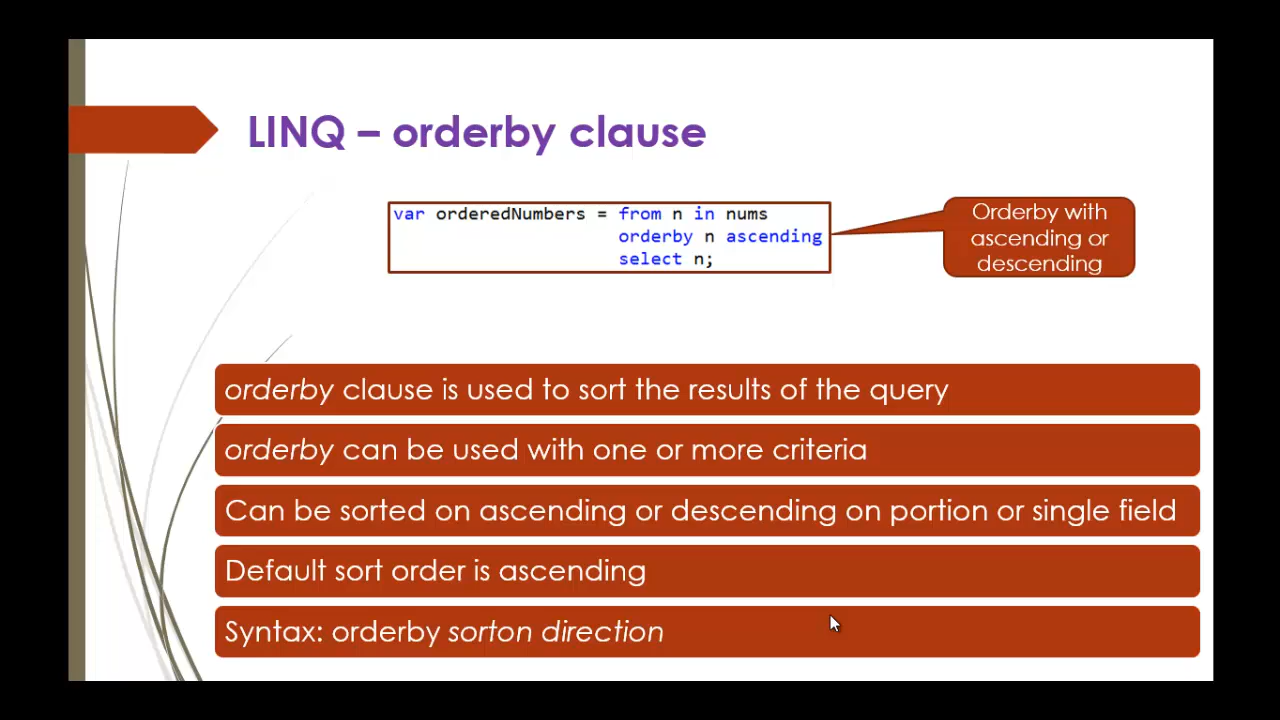 LINQ – orderby clause
var orderedNumbers = from n in nums
orderby n ascending
select n;
Orderby with
ascending or
descending
orderby clause is used to sort the results of the query
orderby can be used with one or more criteria
Can be sorted on ascending or descending on portion or single field
Default sort order is ascending
Syntax: orderby sorton direction